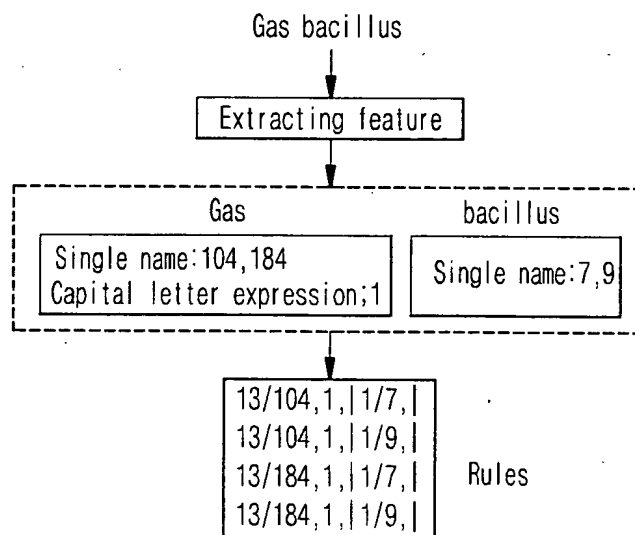 Gas bacillus
Extracting feature
Gas bacillus
Single name:104,184
Capital letter expression;1
Single name:7,9
13/104,1,|1/7,|
13/104,1,|1/9,|
13/184,1,|1/7,|
13/184,1,|1/9,|
Rules